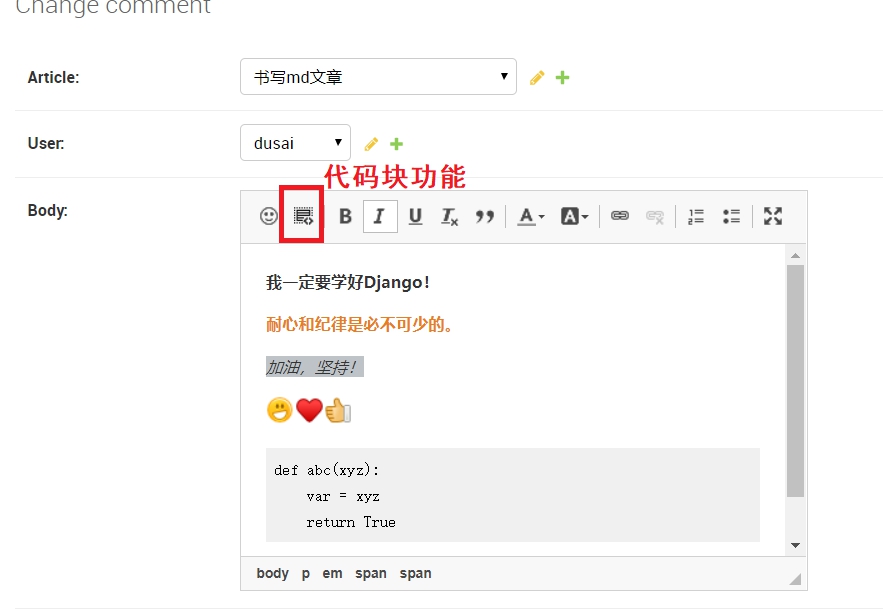 Change comment
Article:
书写md文章
User:
dusai
代码块功能
Body:
B I U Tx A A
我一定要学好Django！
耐心和纪律是必不可少的。
加油，坚持！
def abc(xyz):
    var = xyz
    return True
body p em span span